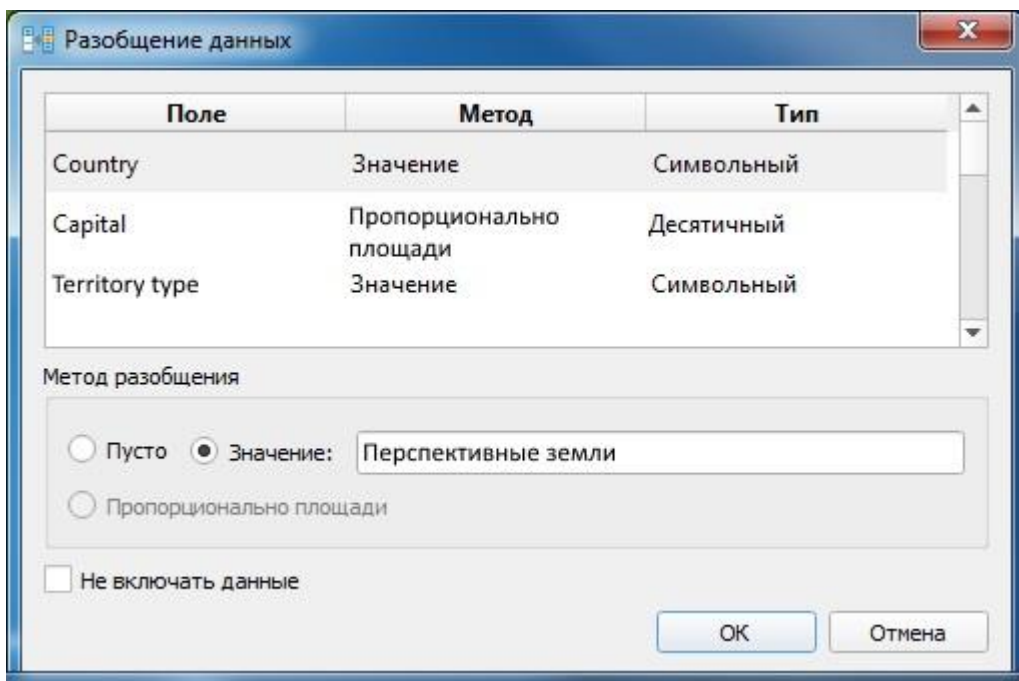 Разобщение данных
Поле Метод Тип
Country Значение Символьный
Capital Пропорционально площади Десятичный
Territory type Значение Символьный
Метод разобщения
Пусто Значение: Перспективные земли
Пропорционально площади
Не включать данные
OK Отмена